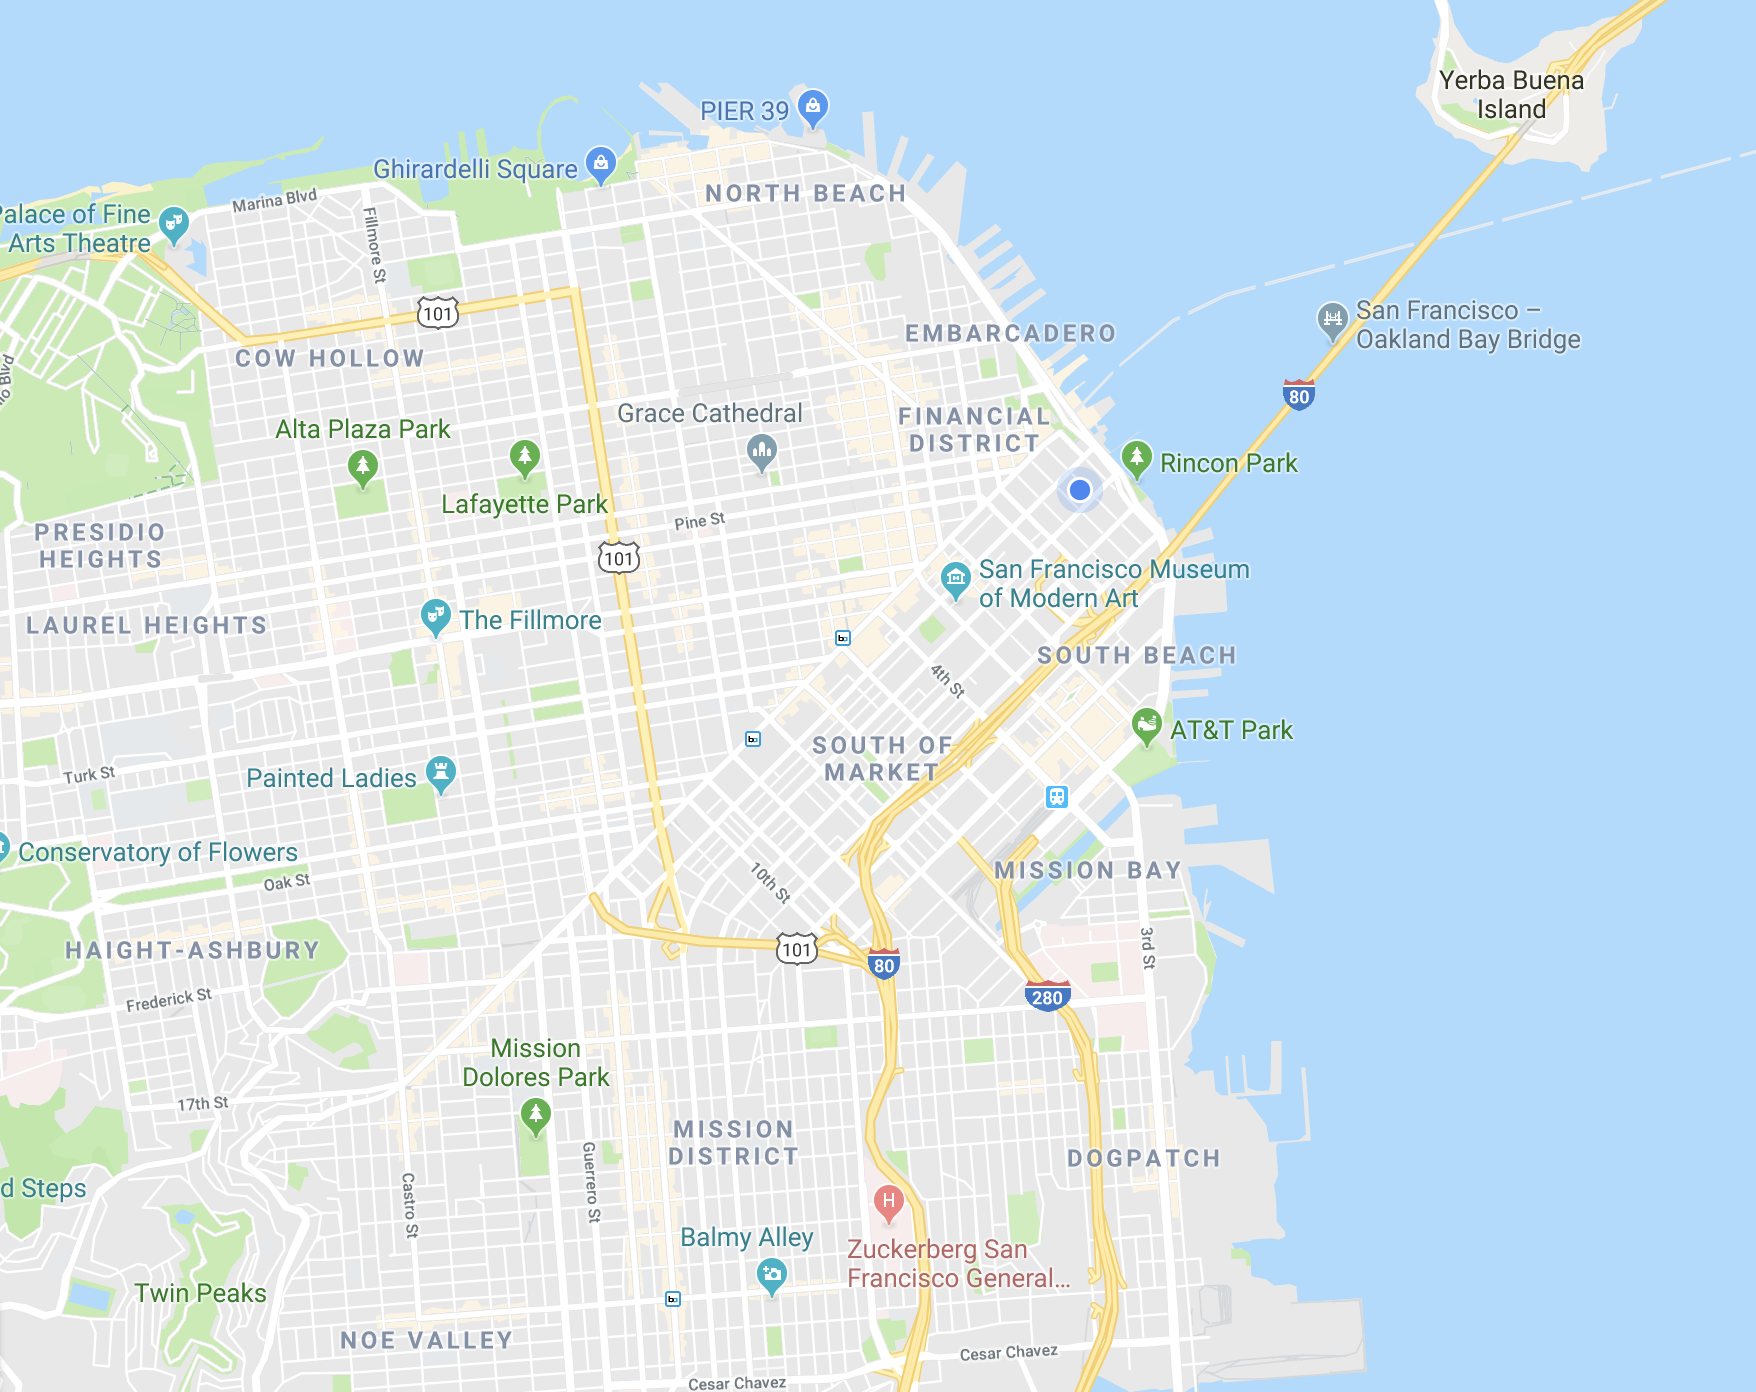 Yerba Buena
Island
PIER 39
Ghirardelli Square
NORTH BEACH
Marina Blvd
Fillmore St
Palace of Fine
Arts Theatre
101
San Francisco –
Oakland Bay Bridge
EMBARCADERO
COW HOLLOW
80
Grace Cathedral
FINANCIAL
DISTRICT
Alta Plaza Park
Rincon Park
Lafayette Park
Pine St
PRESIDIO
HEIGHTS
101
San Francisco Museum
of Modern Art
LAUREL HEIGHTS
The Fillmore
SOUTH BEACH
4th St
AT&T Park
SOUTH OF
MARKET
Turk St
Painted Ladies
Conservatory of Flowers
Oak St
10th St
MISSION BAY
HAIGHT-ASHBURY
101
80
3rd St
280
Frederick St
Mission
Dolores Park
17th St
MISSION
DISTRICT
DOGPATCH
Castro St
Guerrero St
d Steps
H
Balmy Alley
Zuckerberg San
Francisco General...
Twin Peaks
NOE VALLEY
Cesar Chavez
Cesar Chavez